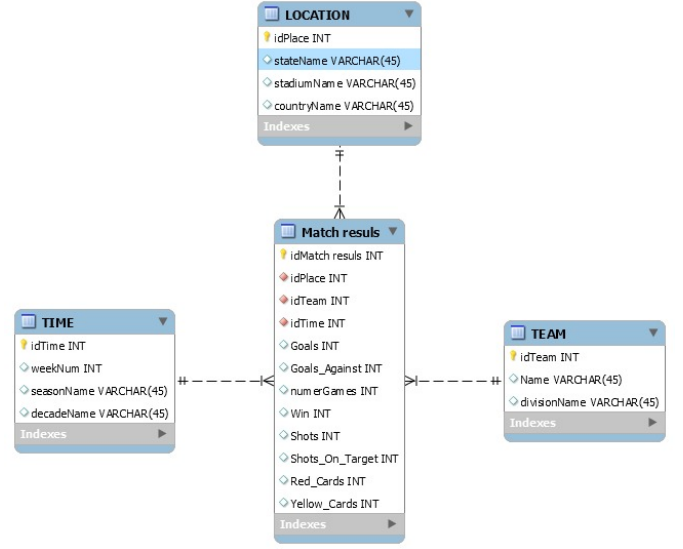 LOCATION
idPlace INT
stateName VARCHAR(45)
stadiumName VARCHAR(45)
countryName VARCHAR(45)
Indexes
Match resuls
idMatch resuls INT
idPlace INT
idTeam INT
idTime INT
Goals INT
Goals_Against INT
numerGames INT
Win INT
Shots INT
Shots_On_Target INT
Red_Cards INT
Yellow_Cards INT
Indexes
TIME
idTime INT
weekNum INT
seasonName VARCHAR(45)
decadeName VARCHAR(45)
Indexes
TEAM
idTeam INT
Name VARCHAR(45)
divisionName VARCHAR(45)
Indexes